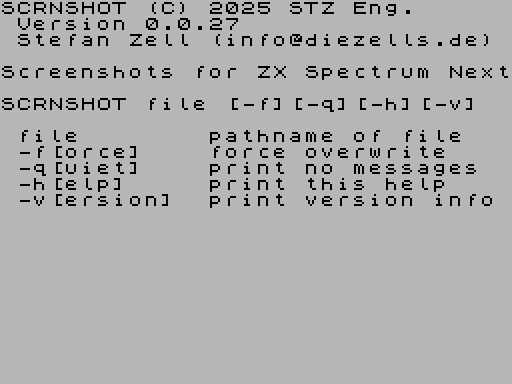 SCRNSHOT (C) 2025 STZ Eng.
Version 0.0.27
Stefan Zell (info@diezells.de)
Screenshots for ZX Spectrum Next
SCRNSHOT file [-f][-q][-h][-v]
file pathname of file
-f[orce] force overwrite
-q[uiet] print no messages
-h[elp] print this help
-v[ersion] print version info